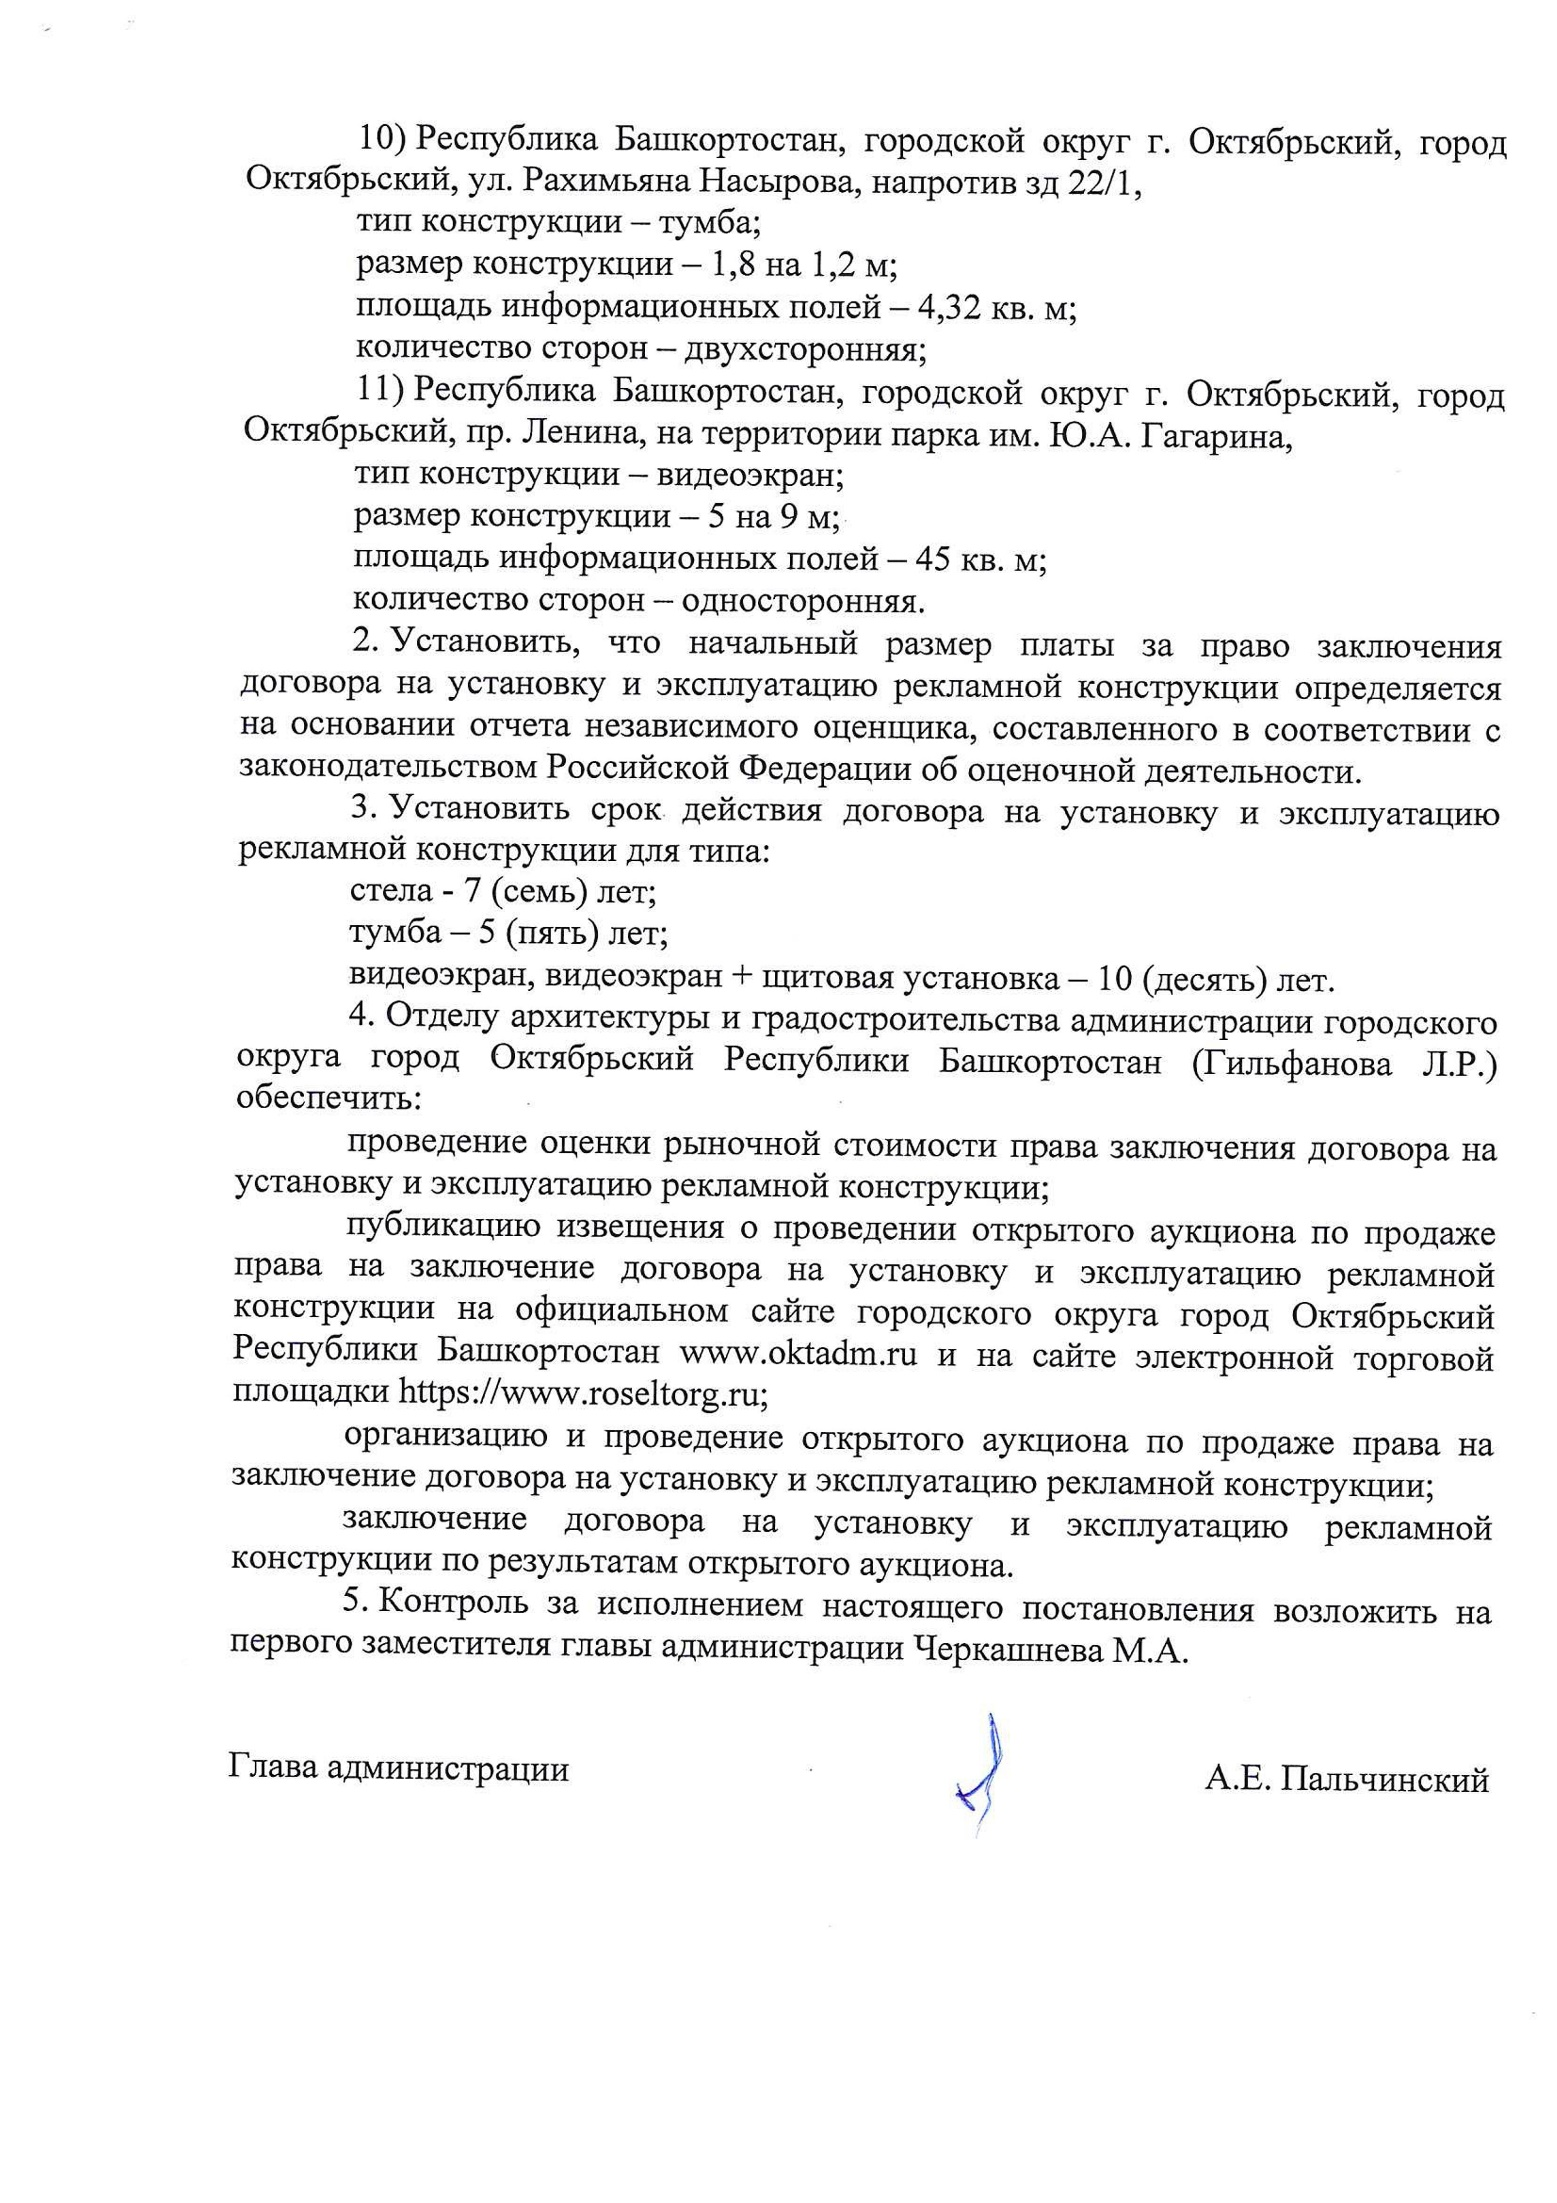 10) Республика Башкортостан, городской округ г. Октябрьский, город
Октябрьский, ул. Рахимьяна Насырова, напротив зд 22/1,
тип конструкции – тумба;
размер конструкции – 1,8 на 1,2 м;
площадь информационных полей – 4,32 кв. м;
количество сторон – двухсторонняя;
11) Республика Башкортостан, городской округ г. Октябрьский, город
Октябрьский, пр. Ленина, на территории парка им. Ю.А. Гагарина,
тип конструкции – видеоэкран;
размер конструкции – 5 на 9 м;
площадь информационных полей – 45 кв. м;
количество сторон – односторонняя.
2. Установить, что начальный размер платы за право заключения
договора на установку и эксплуатацию рекламной конструкции определяется
на основании отчета независимого оценщика, составленного в соответствии с
законодательством Российской Федерации об оценочной деятельности.
3. Установить срок действия договора на установку и эксплуатацию
рекламной конструкции для типа:
стела - 7 (семь) лет;
тумба – 5 (пять) лет;
видеоэкран, видеоэкран + щитовая установка – 10 (десять) лет.
4. Отделу архитектуры и градостроительства администрации городского
округа город Октябрьский Республики Башкортостан (Гильфанова Л.Р.)
обеспечить:
проведение оценки рыночной стоимости права заключения договора на
установку и эксплуатацию рекламной конструкции;
публикацию извещения о проведении открытого аукциона по продаже
права на заключение договора на установку и эксплуатацию рекламной
конструкции на официальном сайте городского округа город Октябрьский
Республики Башкортостан www.oktadm.ru и на сайте электронной торговой
площадки https://www.roseltorg.ru;
организацию и проведение открытого аукциона по продаже права на
заключение договора на установку и эксплуатацию рекламной конструкции;
заключение договора на установку и эксплуатацию рекламной
конструкции по результатам открытого аукциона.
5. Контроль за исполнением настоящего постановления возложить на
первого заместителя главы администрации Черкашнева М.А.
Глава администрации
А.Е. Пальчинский